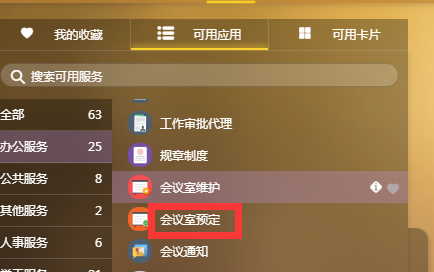 我的收藏 可用应用 可用卡片
搜索可用服务
全部 63
办公服务 25
公共服务 8
其他服务 2
人事服务 6
21
工作审批代理
规章制度
会议室维护
会议室预定
会议通知